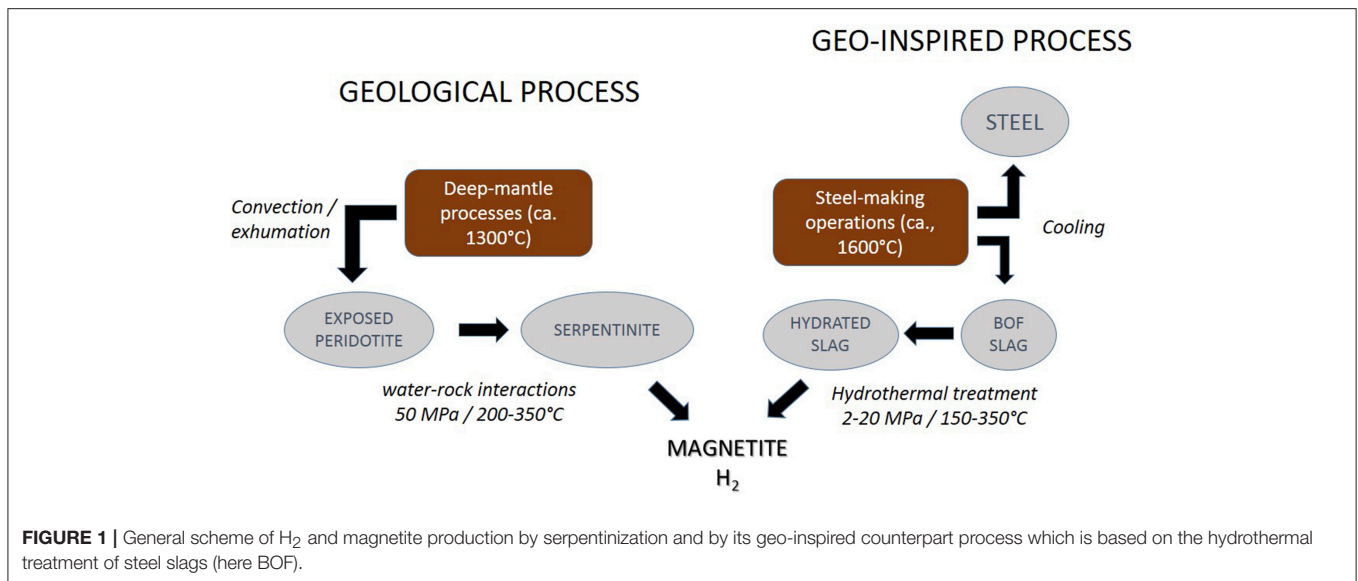 GEO-INSPIRED PROCESS
GEOLOGICAL PROCESS
STEEL
Deep-mantle
processes (ca.
1300°C)
Convection /
exhumation
Steel-making
operations (ca.,
1600°C)
Cooling
EXPOSED
PERIDOTITE
SERPENTINITE
HYDRATED
SLAG
BOF
SLAG
water-rock interactions
50 MPa / 200-350°C
Hydrothermal treatment
2-20 MPa / 150-350°C
MAGNETITE
H₂
FIGURE 1 | General scheme of H₂ and magnetite production by serpentinization and by its geo-inspired counterpart process which is based on the hydrothermal
treatment of steel slags (here BOF).